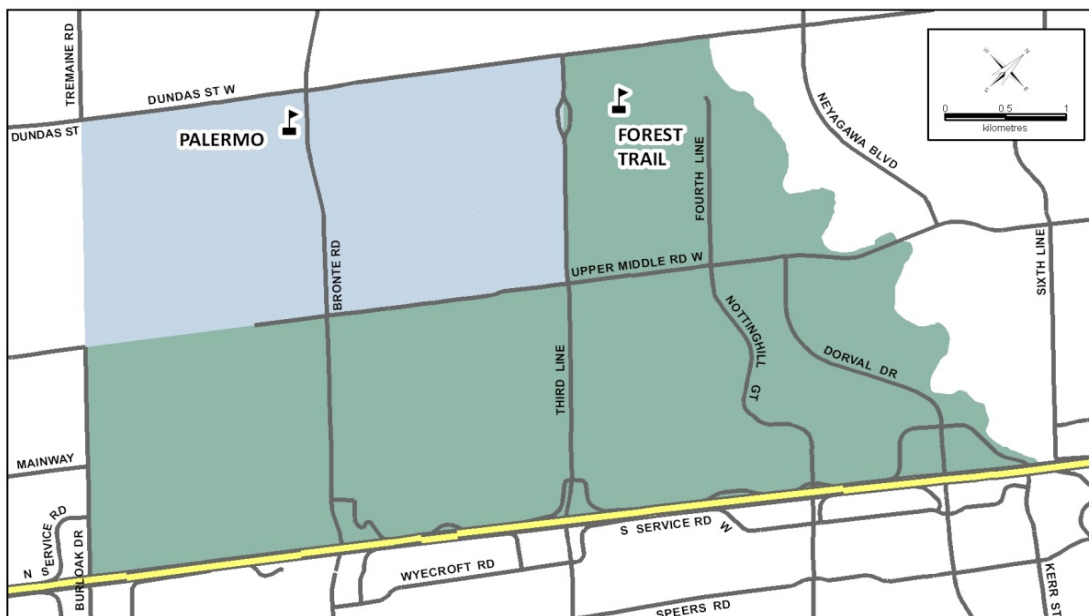 TREMAINE RD
DUNDAS ST W
DUNDAS ST
PALERMO
FOREST
TRAIL
FOURTH LINE
NEYAGAWA BLVD
W
N
S
E
0
0.5
1
kilometres
BRONTE RD
UPPER MIDDLE RD W
SIXTH LINE
NOTTINGHILL GT
DORVAL DR
THIRD LINE
MAINWAY
N SERVICE RD
BURLOAK DR
S SERVICE RD W
WYECROFT RD
SPEERS RD
KERR ST